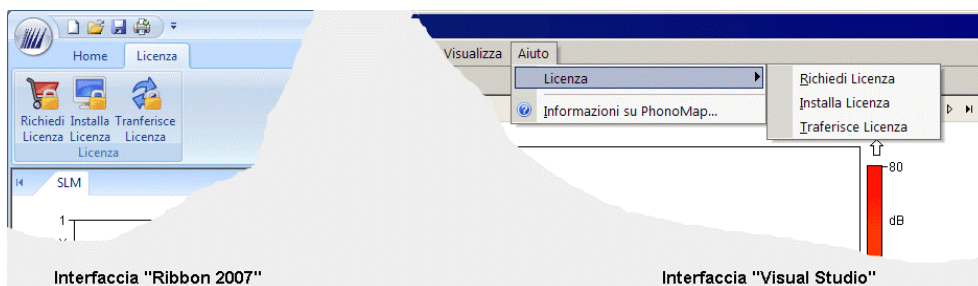 Home Licenza
Richiedi Licenza
Installa Licenza
Tranferisce Licenza
Licenza
SLM
1
Visualizza Aiuto
Licenza
Informazioni su PhonoMap...
Richiedi Licenza
Installa Licenza
Traferisce Licenza
80
dB
Interfaccia "Ribbon 2007"
Interfaccia "Visual Studio"